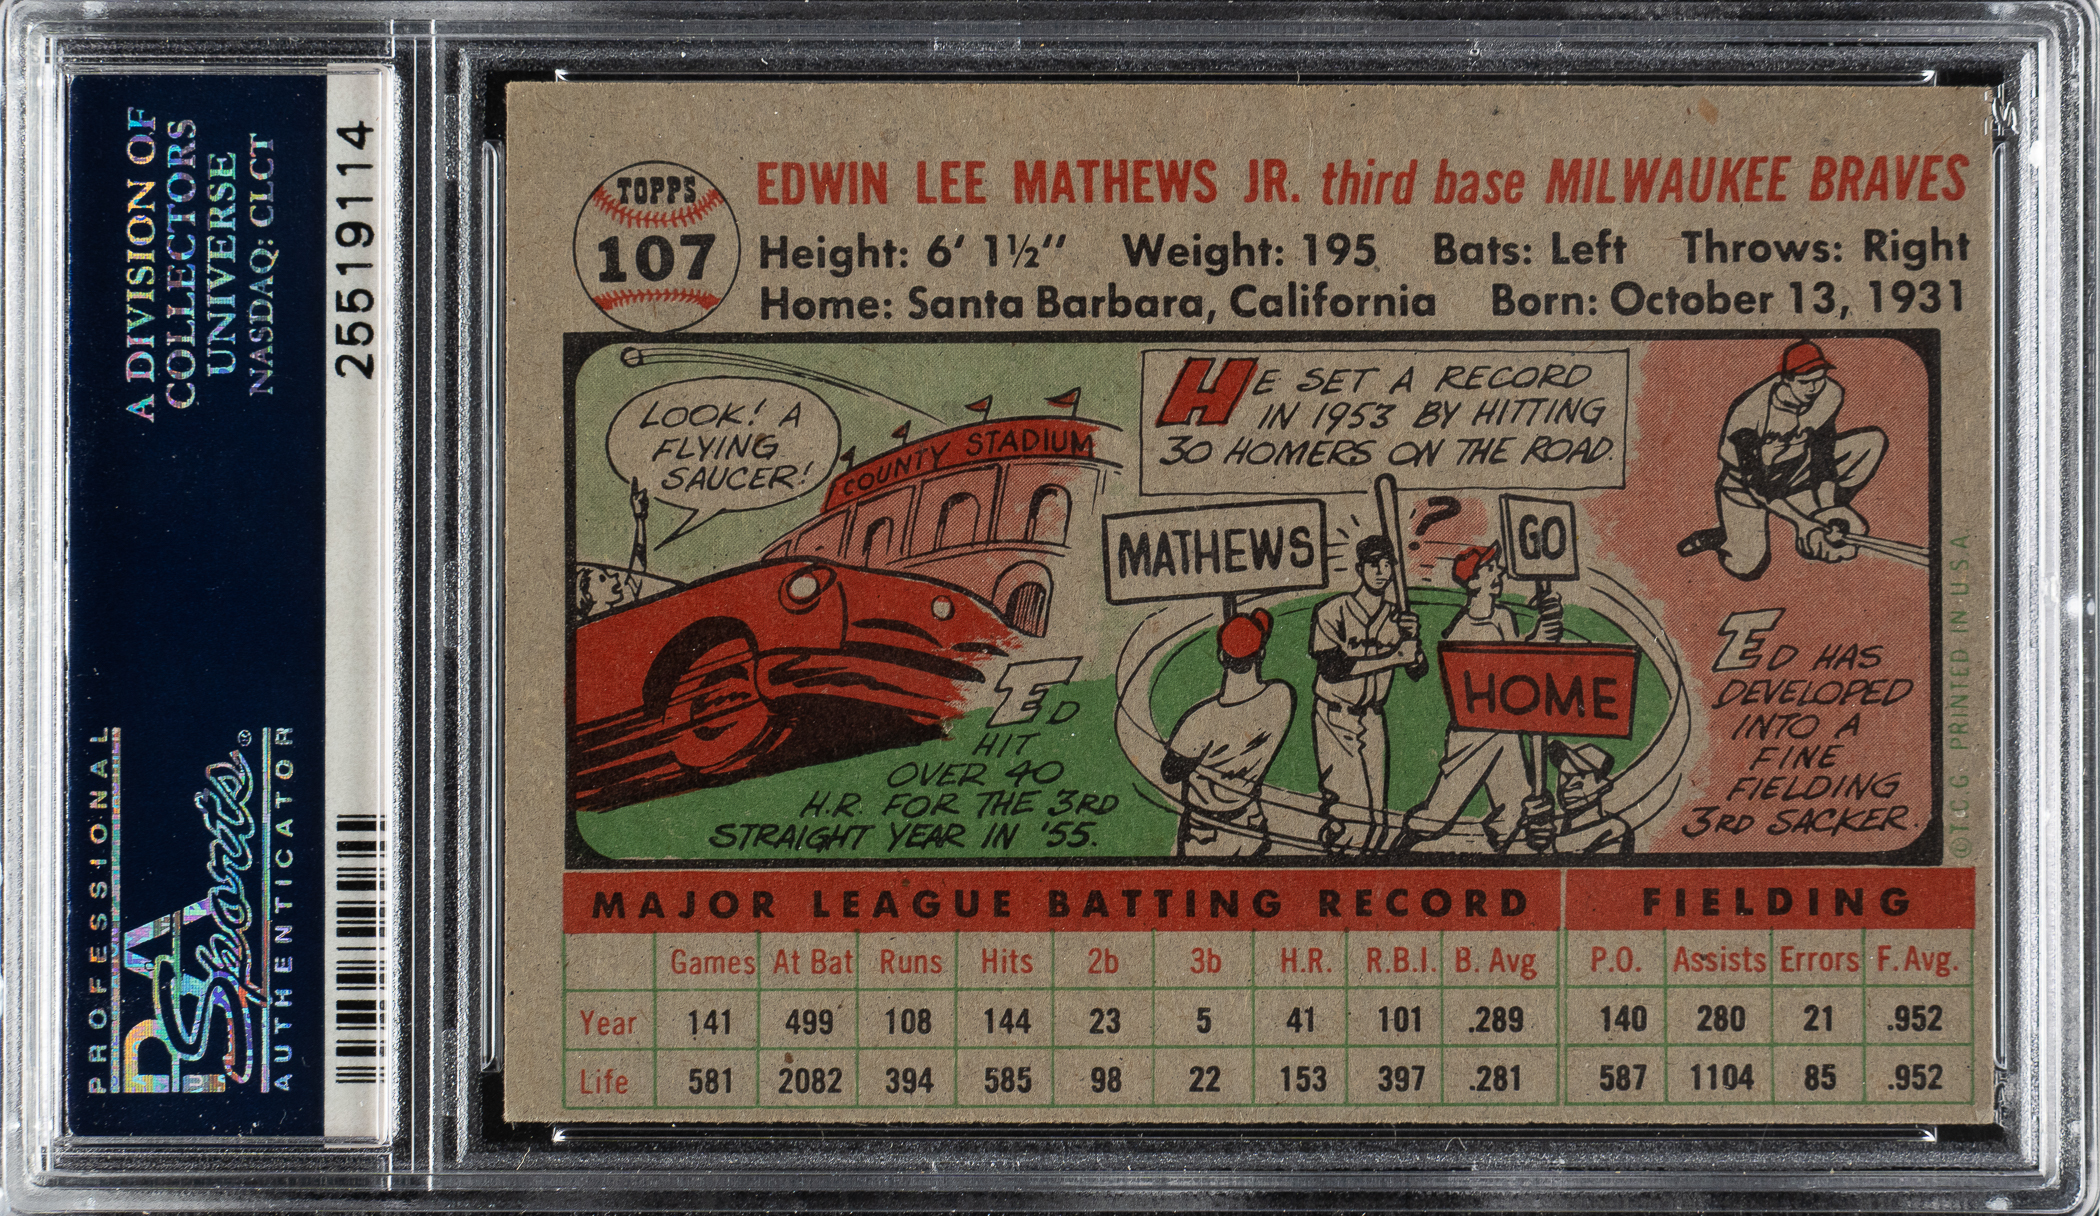 A DIVISION OF
COLLECTORS
UNIVERSE
NASDAQ: CLCT
25519114
PROFESSIONAL
PSA
Sports®
AUTHENTICATOR
TOPPS
107
EDWIN LEE MATHEWS JR. third base MILWAUKEE BRAVES
Height: 6' 1½" Weight: 195 Bats: Left Throws: Right
Home: Santa Barbara, California Born: October 13, 1931
LOOK! A
FLYING
SAUCER!
COUNTY STADIUM
ED
HIT
OVER 40
H.R. FOR THE 3RD
STRAIGHT YEAR IN '55.
HE SET A RECORD
IN 1953 BY HITTING
30 HOMERS ON THE ROAD.
MATHEWS
?
GO
HOME
ED HAS
DEVELOPED
INTO A
FINE
FIELDING
3RD SACKER.
© T.C.G. PRINTED IN U.S.A.
MAJOR LEAGUE BATTING RECORD FIELDING
Games At Bat Runs Hits 2b 3b H.R. R.B.I. B. Avg P.O. Assists Errors F. Avg.
Year 141 499 108 144 23 5 41 101 .289 140 280 21 .952
Life 581 2082 394 585 98 22 153 397 .281 587 1104 85 .952